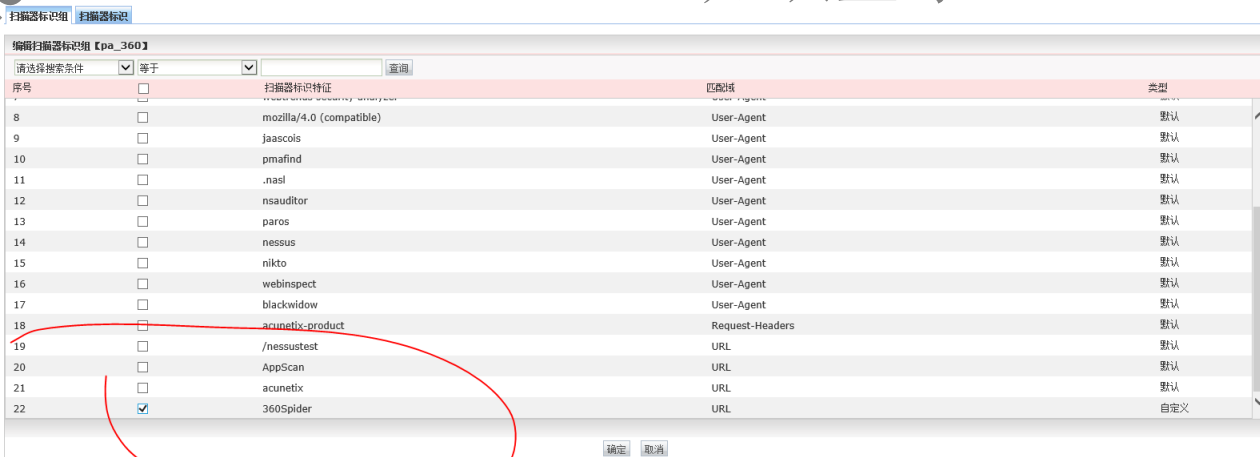 扫描器标识组 扫描器标识
编辑扫描器标识组【pa_360】
请选择搜索条件 等于 查询
序号 扫描器标识特征 匹配域 类型
8 mozilla/4.0 (compatible) User-Agent 默认
9 jaascois User-Agent 默认
10 pmafind User-Agent 默认
11 .nasl User-Agent 默认
12 nsauditor User-Agent 默认
13 paros User-Agent 默认
14 nessus User-Agent 默认
15 nikto User-Agent 默认
16 webinspect User-Agent 默认
17 blackwidow User-Agent 默认
18 acunetix-product Request-Headers 默认
19 /nessustest URL 默认
20 AppScan URL 默认
21 acunetix URL 默认
22 360Spider URL 自定义
确定 取消